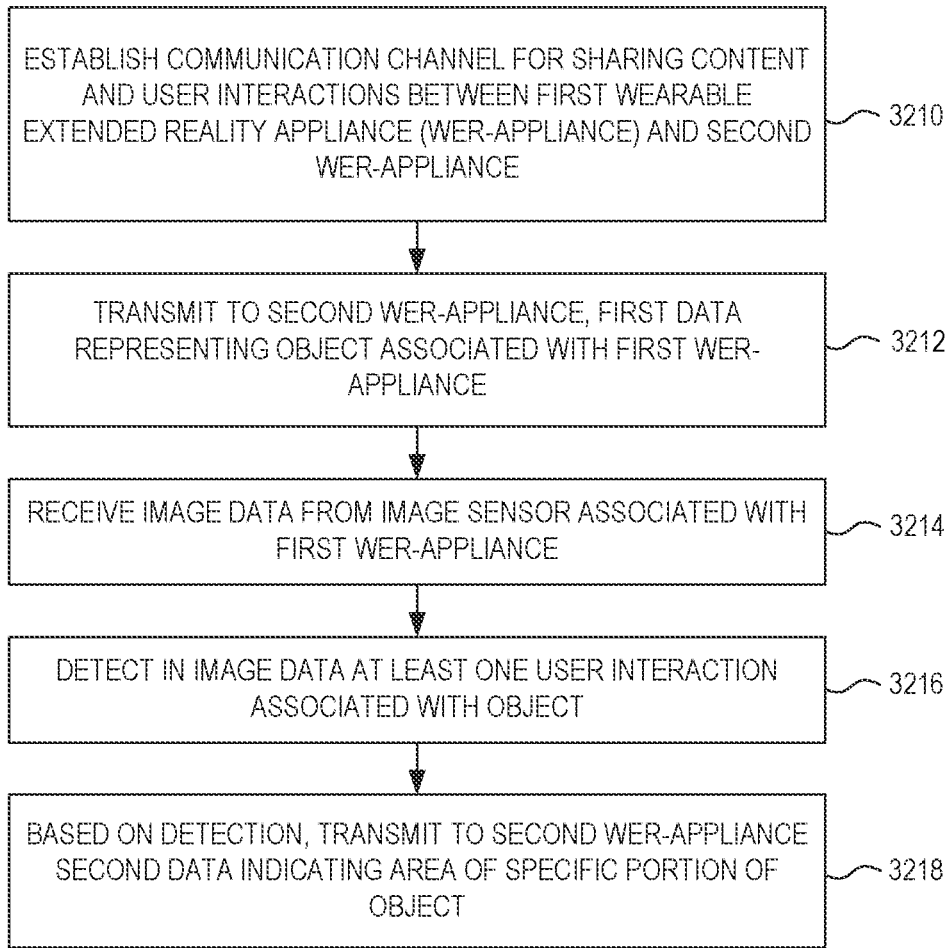 ESTABLISH COMMUNICATION CHANNEL FOR SHARING CONTENT
AND USER INTERACTIONS BETWEEN FIRST WEARABLE
EXTENDED REALITY APPLIANCE (WER-APPLIANCE) AND SECOND
WER-APPLIANCE
3210
TRANSMIT TO SECOND WER-APPLIANCE, FIRST DATA
REPRESENTING OBJECT ASSOCIATED WITH FIRST WER-
APPLIANCE
3212
RECEIVE IMAGE DATA FROM IMAGE SENSOR ASSOCIATED WITH
FIRST WER-APPLIANCE
3214
DETECT IN IMAGE DATA AT LEAST ONE USER INTERACTION
ASSOCIATED WITH OBJECT
3216
BASED ON DETECTION, TRANSMIT TO SECOND WER-APPLIANCE
SECOND DATA INDICATING AREA OF SPECIFIC PORTION OF
OBJECT
3218